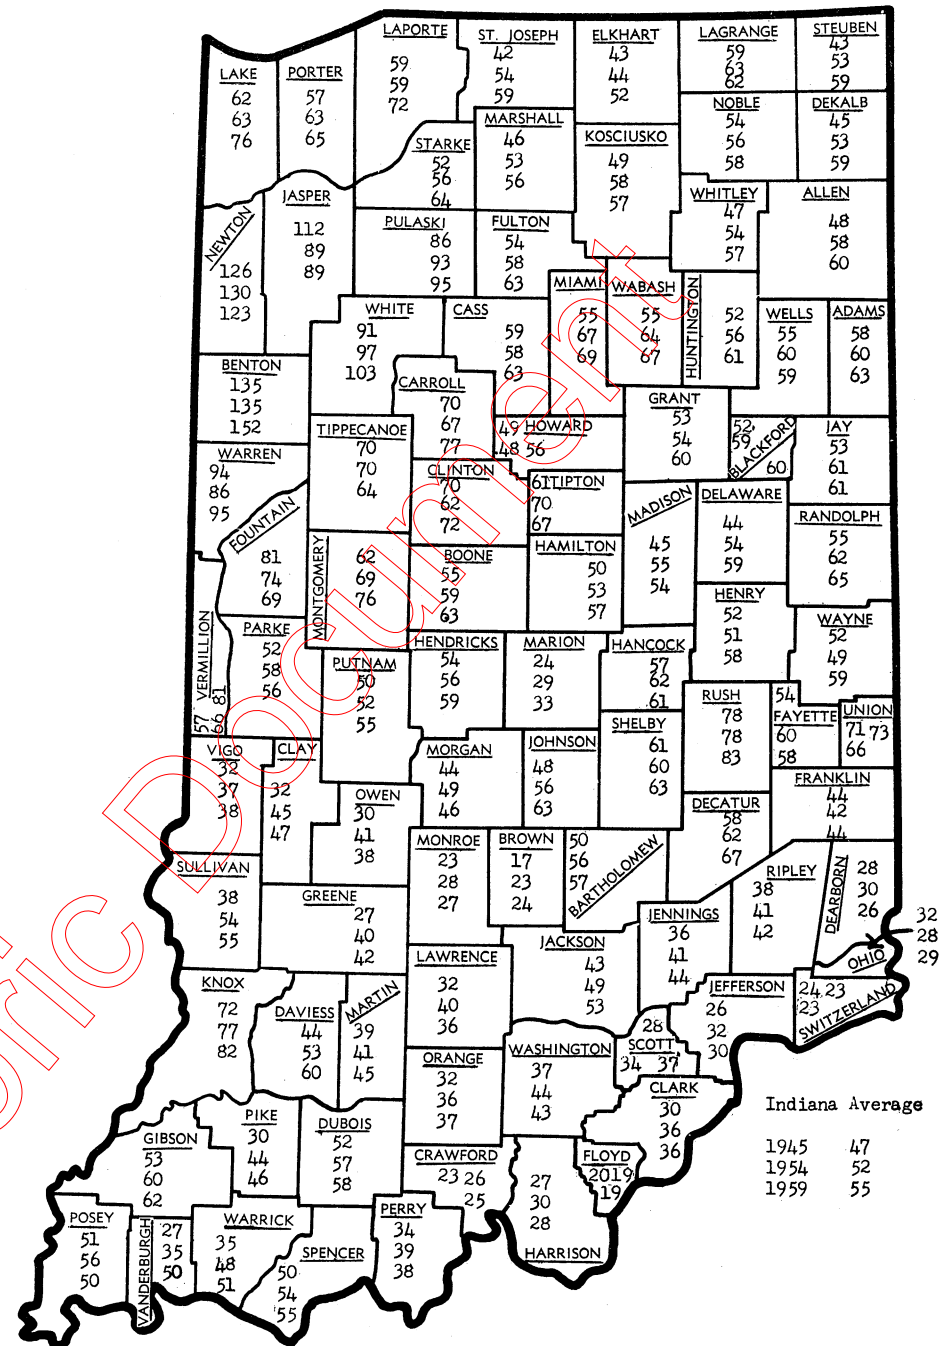 LAPORTE
59
59
72
ST. JOSEPH
42
54
59
ELKHART
43
44
52
LAGRANGE
59
63
62
STEUBEN
43
53
59
LAKE
62
63
76
PORTER
57
63
65
NOBLE
54
56
58
DEKALB
45
53
59
MARSHALL
46
53
56
STARKE
52
56
64
KOSCIUSKO
49
58
57
WHITLEY
47
54
57
ALLEN
48
58
60
NEWTON
126
130
123
JASPER
112
89
89
PULASKI
86
93
95
FULTON
54
58
63
MIAMI
55
67
69
WABASH
55
64
67
HUNTINGTON
52
56
61
WELLS
55
60
59
ADAMS
58
60
63
WHITE
91
97
103
CASS
59
58
63
BENTON
135
135
152
CARROLL
70
67
77
GRANT
53
54
60
HOWARD
49
48 56
BLACKFORD
52
59
60
JAY
53
61
61
TIPPECANOE
70
70
64
WARREN
94
86
95
CLINTON
70
62
72
TIPTON
61
70
67
MADISON
45
55
54
DELAWARE
44
54
59
RANDOLPH
55
62
65
FOUNTAIN
81
74
69
MONTGOMERY
62
69
76
BOONE
55
59
63
HAMILTON
50
53
57
HENRY
52
51
58
WAYNE
52
49
59
VERMILLION
57
66 81
PARKE
52
58
56
PUTNAM
50
52
55
HENDRICKS
54
56
59
MARION
24
29
33
HANCOCK
57
62
61
RUSH
78
78
83
FAYETTE
54
60
58
UNION
71 73
66
SHELBY
61
60
63
VIGO
32
37
38
CLAY
32
45
47
MORGAN
44
49
46
JOHNSON
48
56
63
FRANKLIN
44
42
44
OWEN
30
41
38
DECATUR
58
62
67
MONROE
23
28
27
BROWN
17
23
24
BARTHOLOMEW
50
56
57
RIPLEY
38
41
42
DEARBORN
28
30
26
SULLIVAN
38
54
55
GREENE
27
40
42
JENNINGS
36
41
44
OHIO
32
28
29
LAWRENCE
32
40
36
JACKSON
43
49
53
KNOX
72
77
82
DAVIESS
44
53
60
MARTIN
39
41
45
JEFFERSON
26
32
30
SWITZERLAND
24 23
23
SCOTT
28
34 37
ORANGE
32
36
37
WASHINGTON
37
44
43
CLARK
30
36
36
Indiana Average
1945 47
1954 52
1959 55
GIBSON
53
60
62
PIKE
30
44
46
DUBOIS
52
57
58
CRAWFORD
23 26
25
FLOYD
20 19
19
HARRISON
27
30
28
POSEY
51
56
50
VANDERBURGH
27
35
50
WARRICK
35
48
51
SPENCER
50
54
55
PERRY
34
39
38
ric Document